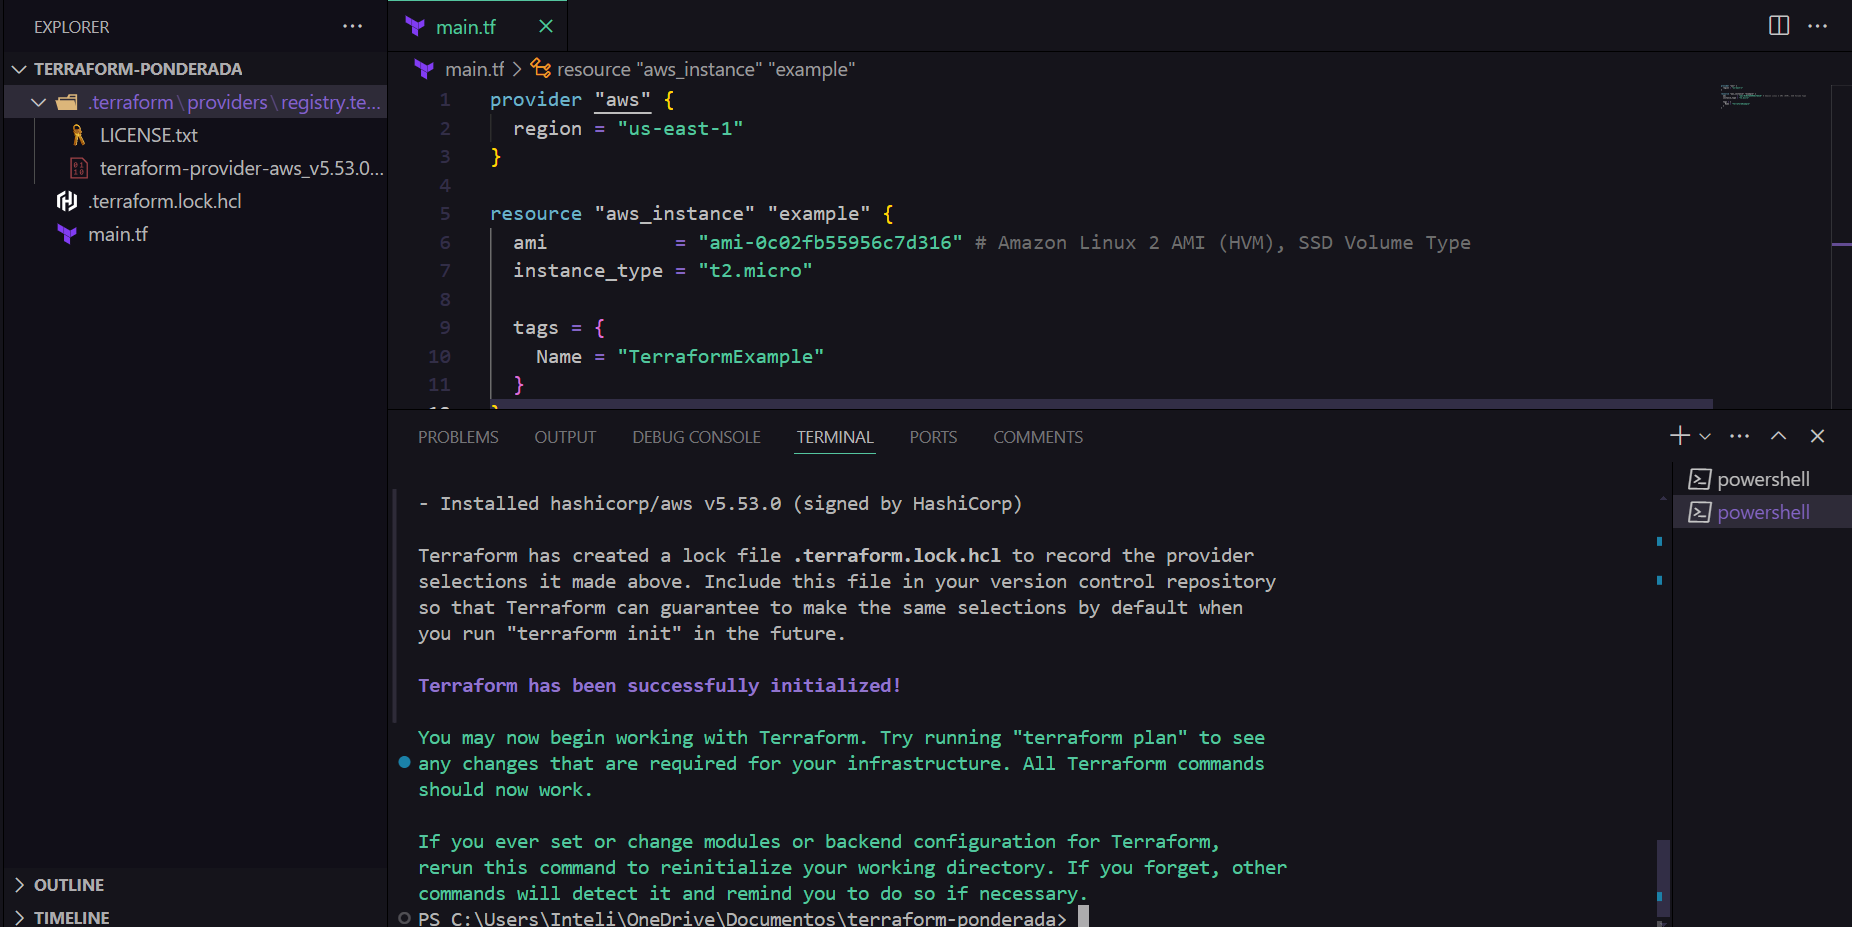 EXPLORER
TERRAFORM-PONDERADA
.terraform\providers\registry.te...
LICENSE.txt
terraform-provider-aws_v5.53.0...
.terraform.lock.hcl
main.tf
OUTLINE
TIMELINE
main.tf
main.tf > resource "aws_instance" "example"
1 provider "aws" {
2 region = "us-east-1"
3 }
4
5 resource "aws_instance" "example" {
6 ami = "ami-0c02fb55956c7d316" # Amazon Linux 2 AMI (HVM), SSD Volume Type
7 instance_type = "t2.micro"
8
9 tags = {
10 Name = "TerraformExample"
11 }
PROBLEMS OUTPUT DEBUG CONSOLE TERMINAL PORTS COMMENTS
- Installed hashicorp/aws v5.53.0 (signed by HashiCorp)
Terraform has created a lock file .terraform.lock.hcl to record the provider
selections it made above. Include this file in your version control repository
so that Terraform can guarantee to make the same selections by default when
you run "terraform init" in the future.
Terraform has been successfully initialized!
You may now begin working with Terraform. Try running "terraform plan" to see
any changes that are required for your infrastructure. All Terraform commands
should now work.
If you ever set or change modules or backend configuration for Terraform,
rerun this command to reinitialize your working directory. If you forget, other
commands will detect it and remind you to do so if necessary.
PS C:\Users\Inteli\OneDrive\Documentos\terraform-ponderada>
powershell
powershell